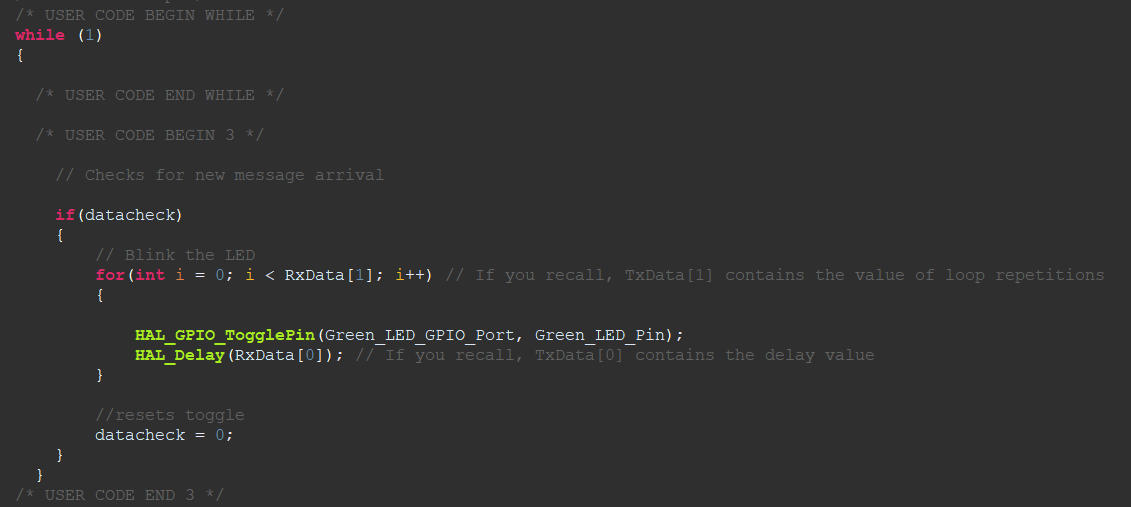 /* USER CODE BEGIN WHILE */
while (1)
{
/* USER CODE END WHILE */
/* USER CODE BEGIN 3 */
// Checks for new message arrival
if(datacheck)
{
// Blink the LED
for(int i = 0; i < RxData[1]; i++) // If you recall, TxData[1] contains the value of loop repetitions
{
HAL_GPIO_TogglePin(Green_LED_GPIO_Port, Green_LED_Pin);
HAL_Delay(RxData[0]); // If you recall, TxData[0] contains the delay value
}
//resets toggle
datacheck = 0;
}
}
/* USER CODE END 3 */